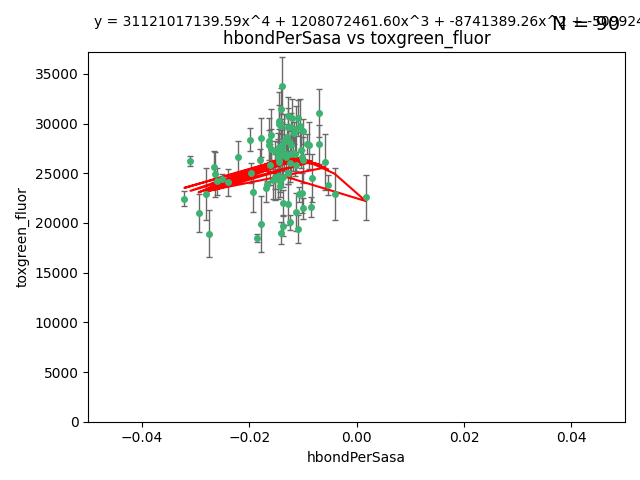 y = 31121017139.59x^4 + 1208072461.60x^3 + -8741389.26x^2 +
N = 90
hbondPerSasa vs toxgreen_fluor
35000
30000
25000
20000
15000
10000
5000
0
toxgreen_fluor
−0.04
−0.02
0.00
0.02
0.04
hbondPerSasa